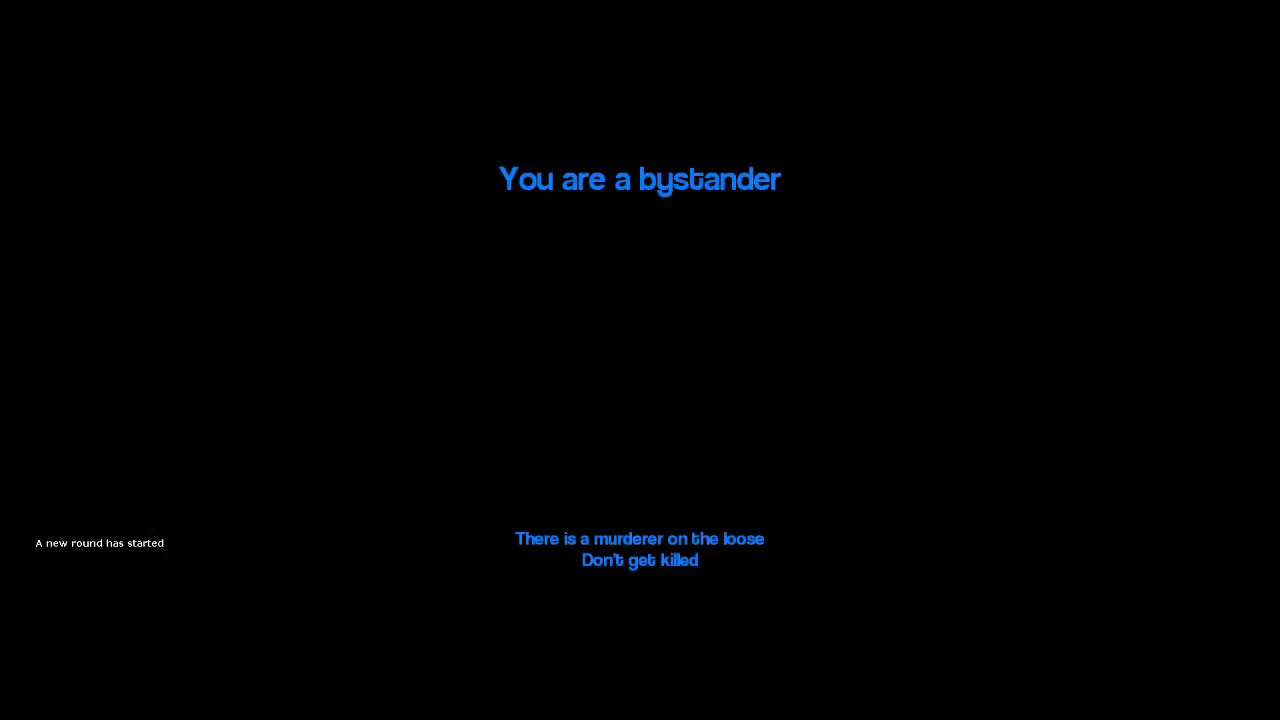 You are a bystander
There is a murderer on the loose
A new round has started
Don't get killed